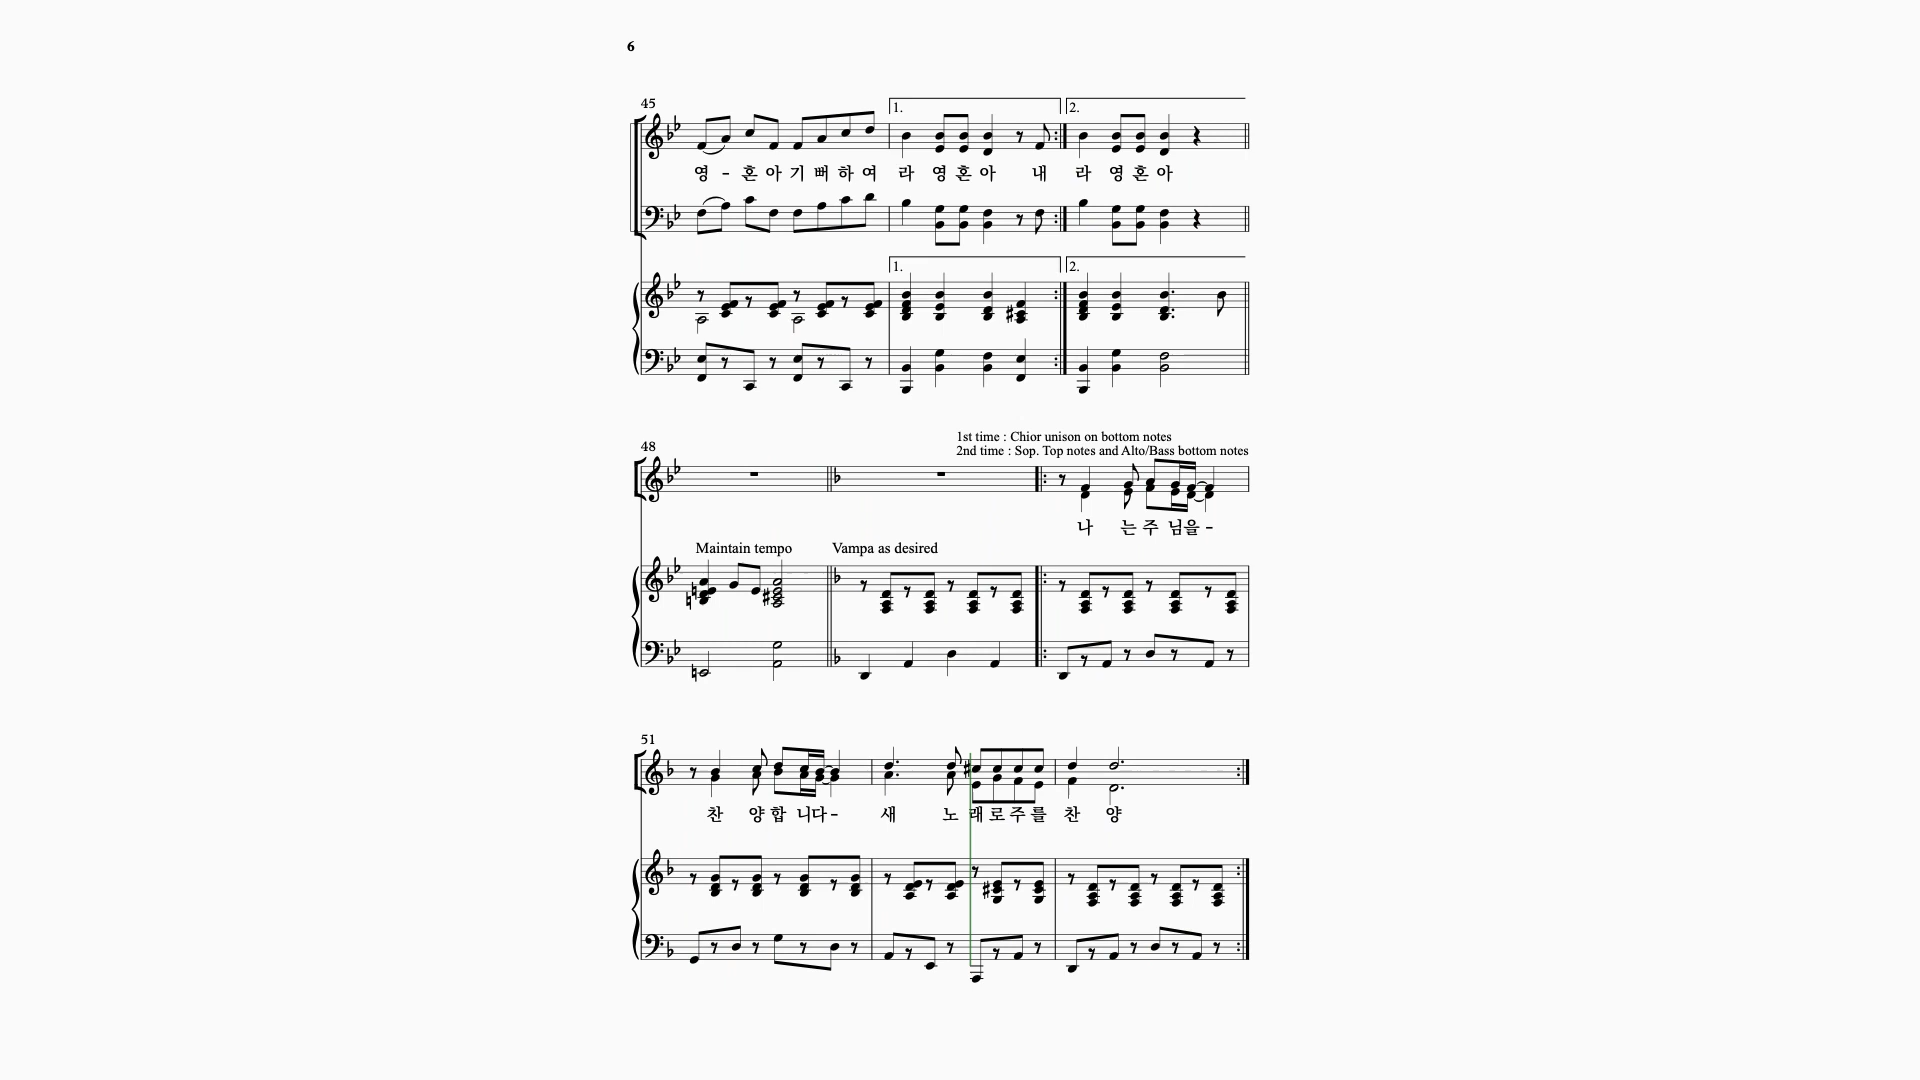 6
45
1.
2.
영 - 혼 아 기 뻐 하 여 라 영 혼 아 내 라 영 혼 아
1.
2.
1st time : Chior unison on bottom notes
2nd time : Sop. Top notes and Alto/Bass bottom notes
48
나 는 주 님을 -
Maintain tempo
Vampa as desired
51
찬 양 합 니다- 새 노 래 로 주 를 찬 양